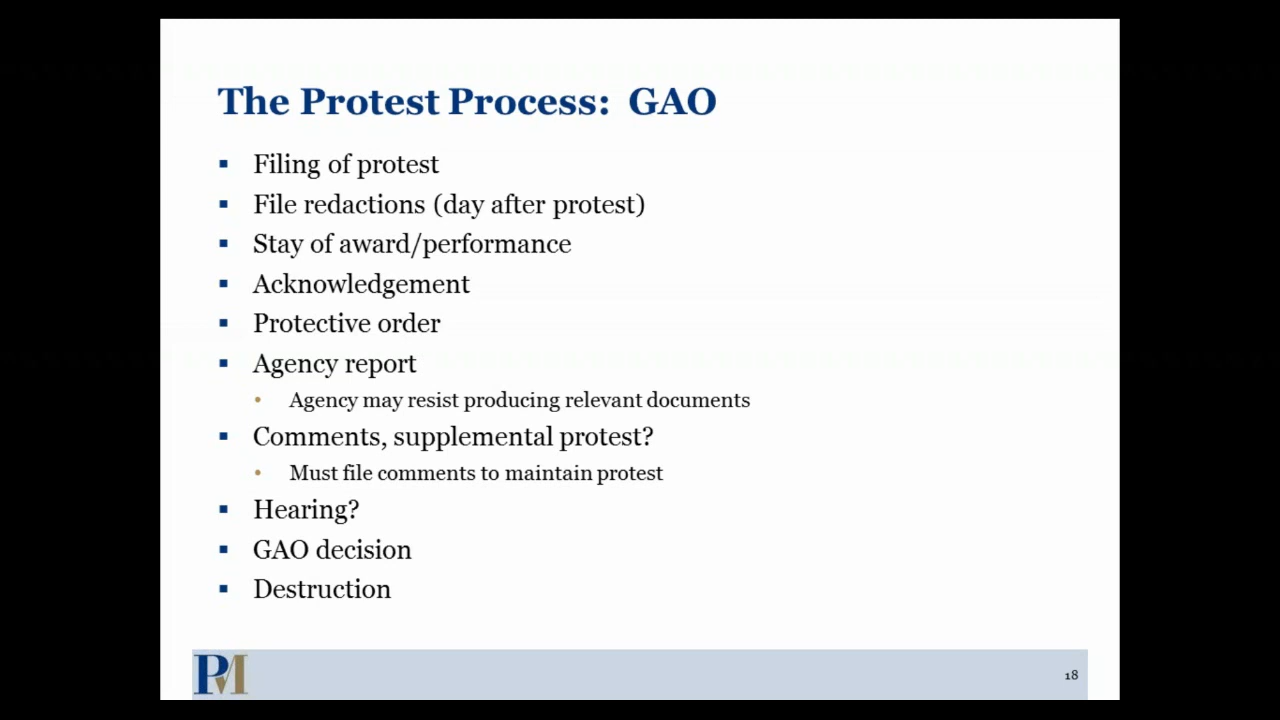 The Protest Process: GAO
▪ Filing of protest
▪ File redactions (day after protest)
▪ Stay of award/performance
▪ Acknowledgement
▪ Protective order
▪ Agency report
• Agency may resist producing relevant documents
▪ Comments, supplemental protest?
• Must file comments to maintain protest
▪ Hearing?
▪ GAO decision
▪ Destruction
PM
18